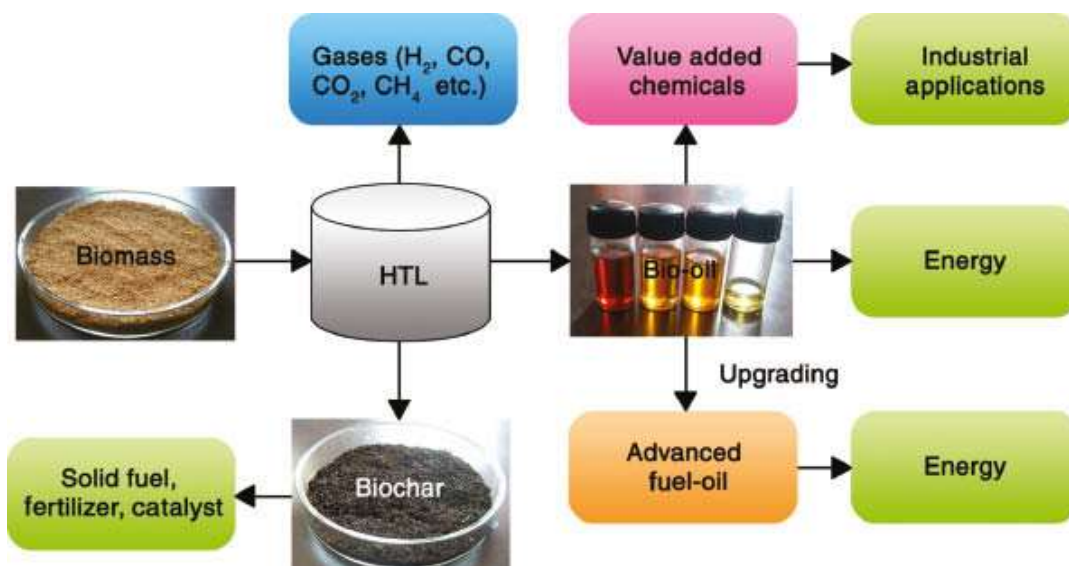 Gases (H₂, CO,
CO₂, CH₄ etc.)
Value added
chemicals
Industrial
applications
Biomass
HTL
Bio-oil
Energy
Upgrading
Solid fuel,
fertilizer, catalyst
Biochar
Advanced
fuel-oil
Energy